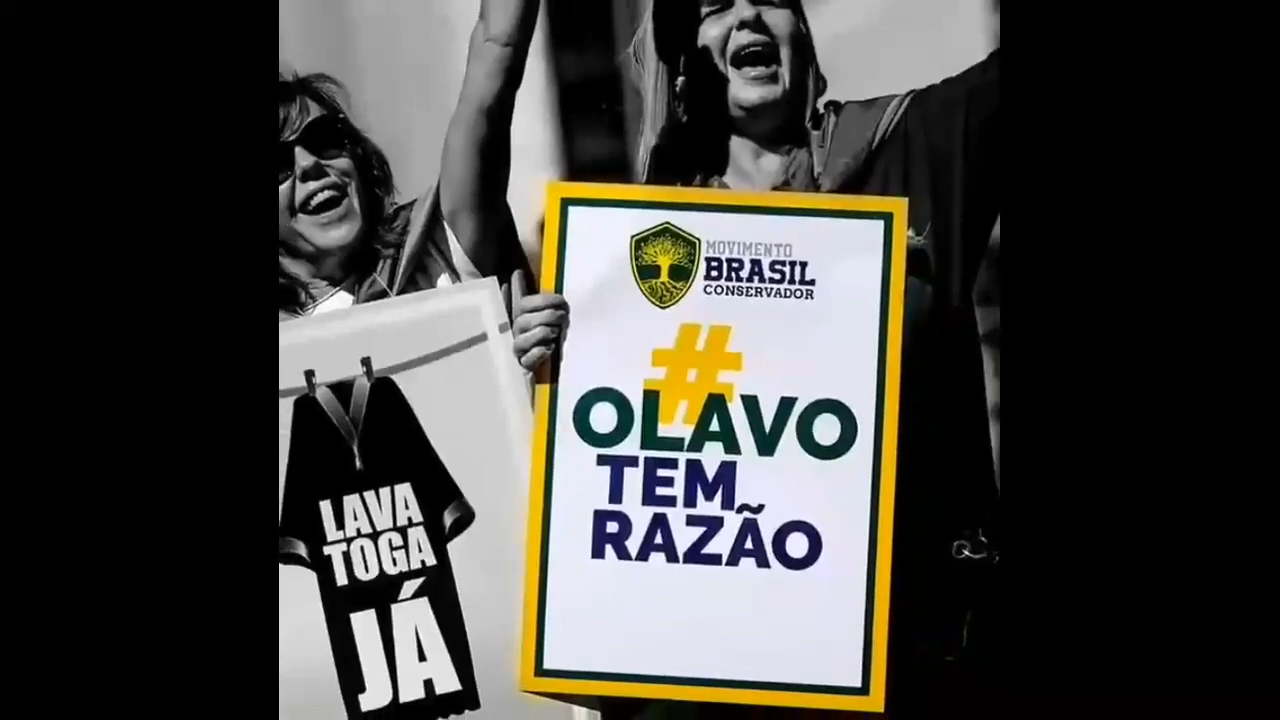 MOVIMENTO
BRASIL
CONSERVADOR
#
OLAVO
TEM
RAZÃO
LAVA
TOGA
JÁ